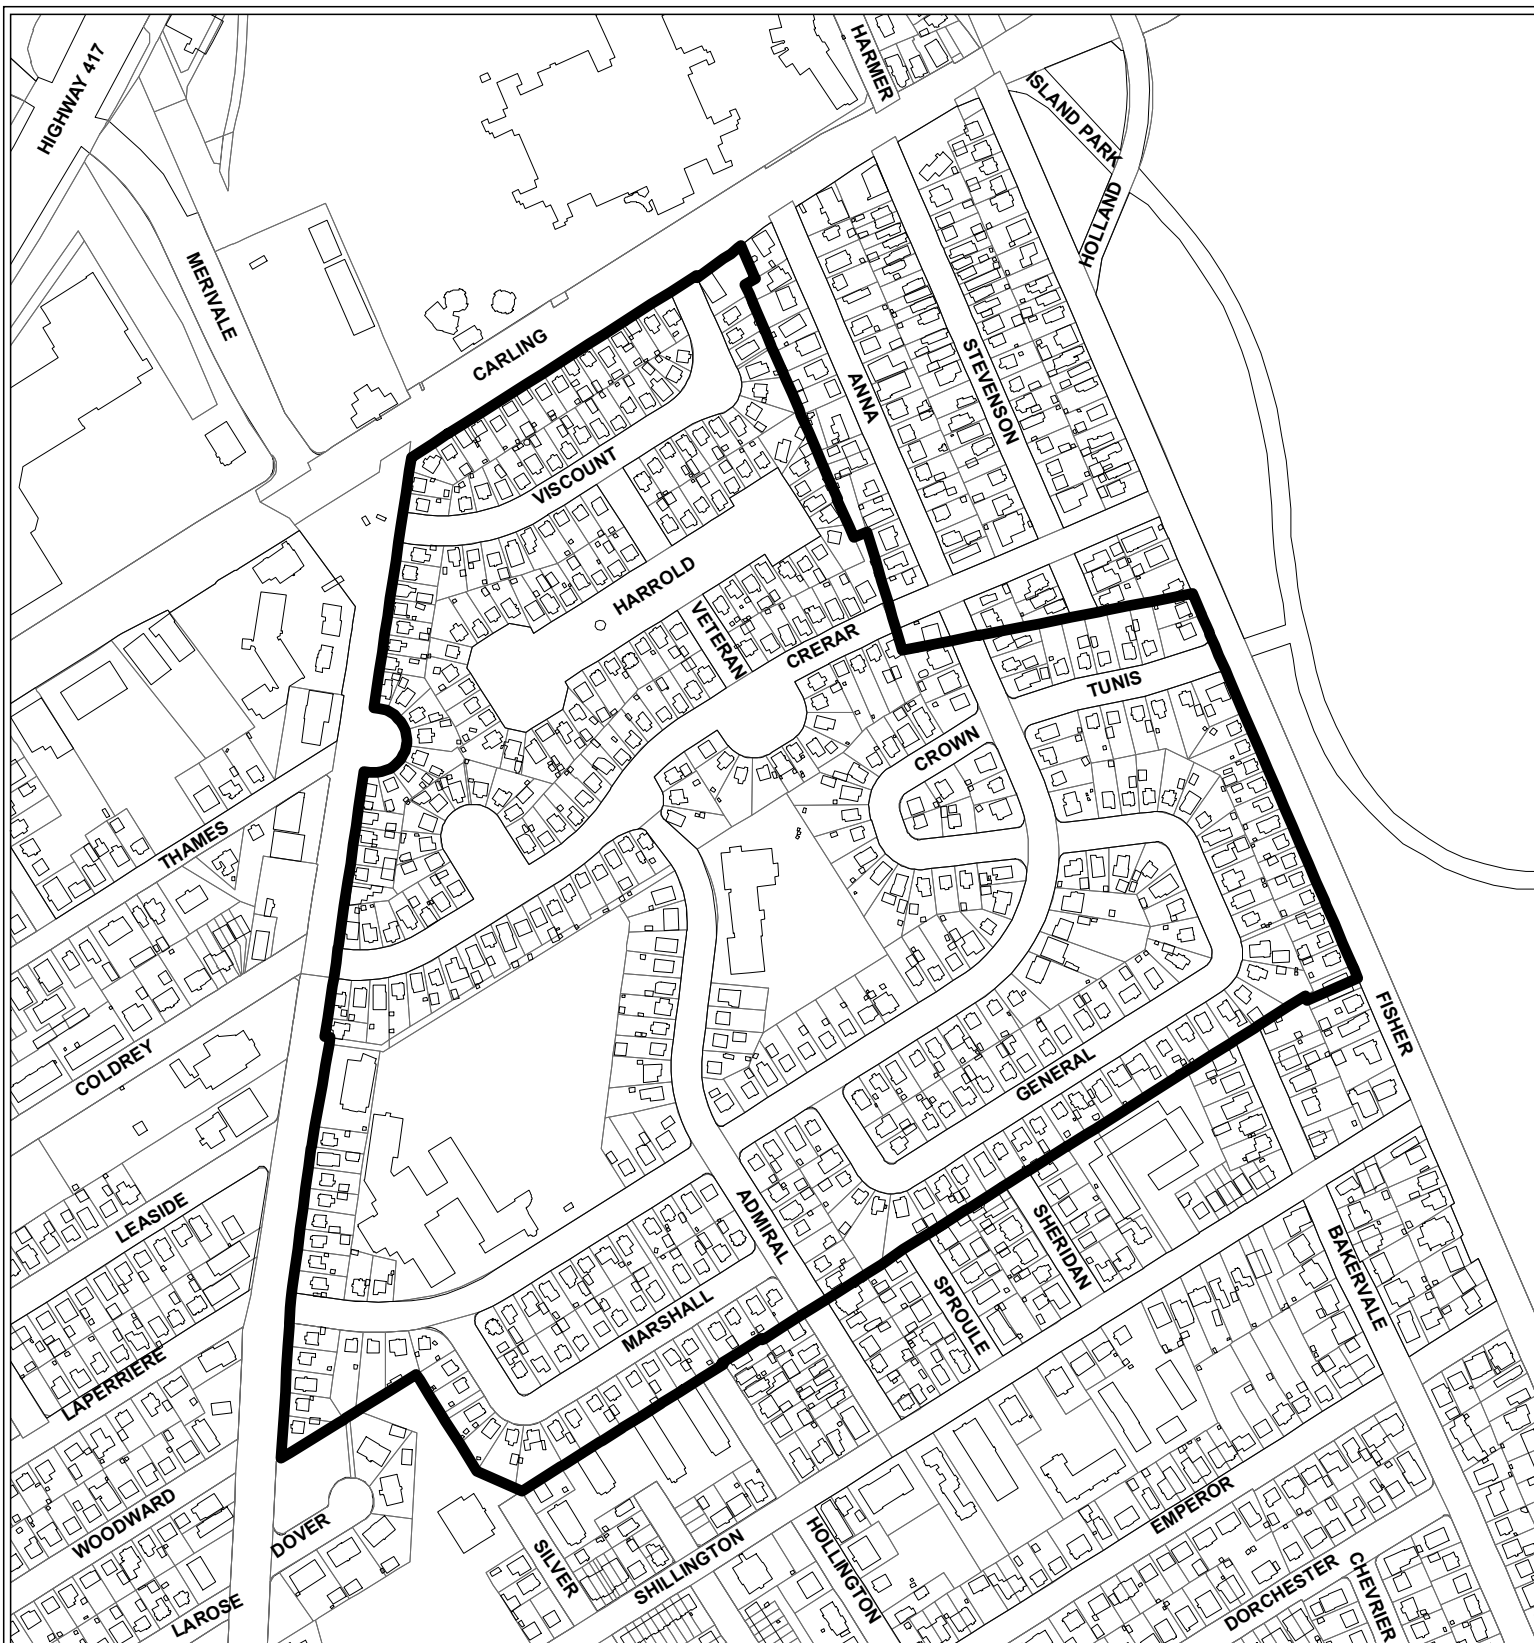 HIGHWAY 417
HARMER
ISLAND PARK
HOLLAND
MERIVALE
CARLING
ANNA
STEVENSON
VISCOUNT
HARROLD
VETERAN
CRERAR
TUNIS
CROWN
THAMES
COLDREY
FISHER
GENERAL
LEASIDE
ADMIRAL
SHERIDAN
BAKERVALE
SPROULE
MARSHALL
LAPERRIERE
WOODWARD
DOVER
SILVER
SHILLINGTON
HOLLINGTON
EMPEROR
LAROSE
DORCHESTER
CHEVRIER